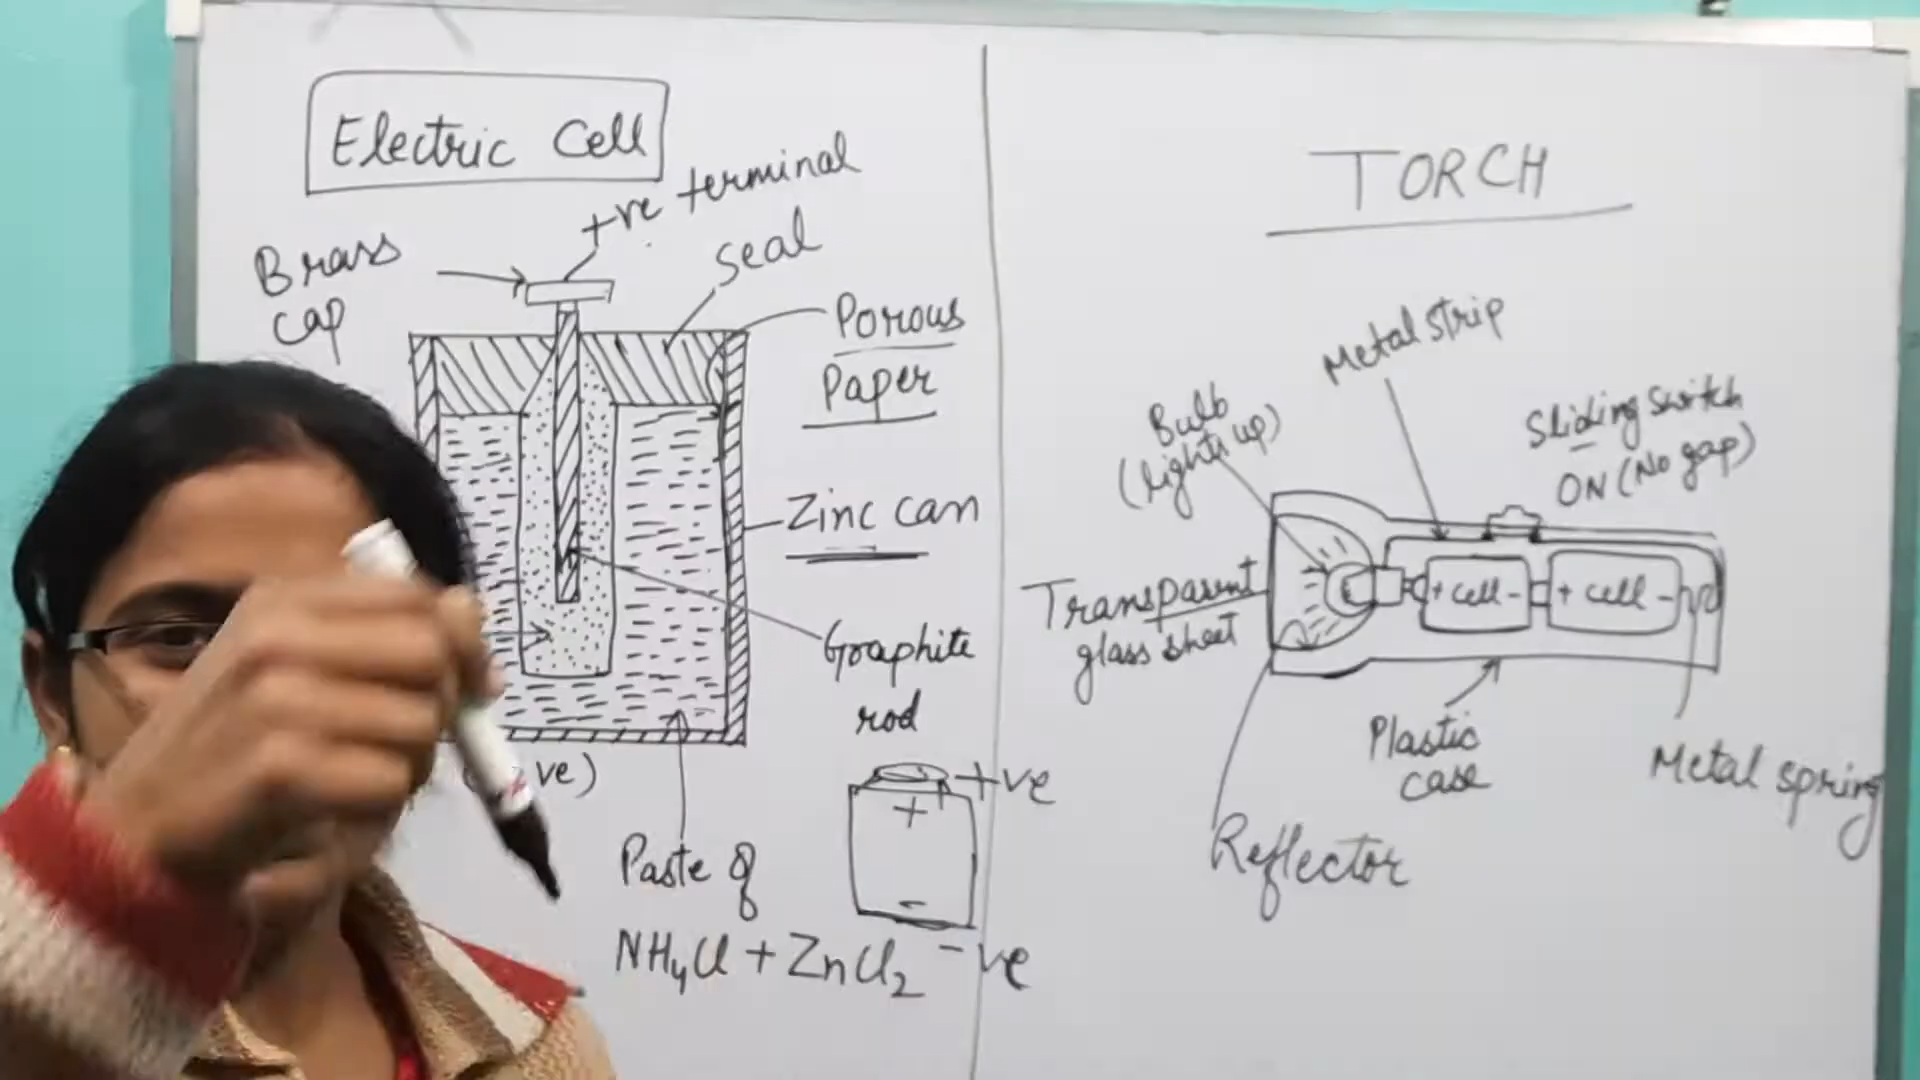 Electric Cell
+ve terminal
Brass
cap
seal
Porous
Paper
Zinc can
Graphite
rod
ve)
Paste of
NH4Cl + ZnCl2
+ve
+
-
-ve
TORCH
Metal strip
Bulb
(lights up)
Sliding switch
ON (No gap)
Transparent
glass sheet
+ cell -
+ cell -
Plastic
case
Metal spring
Reflector